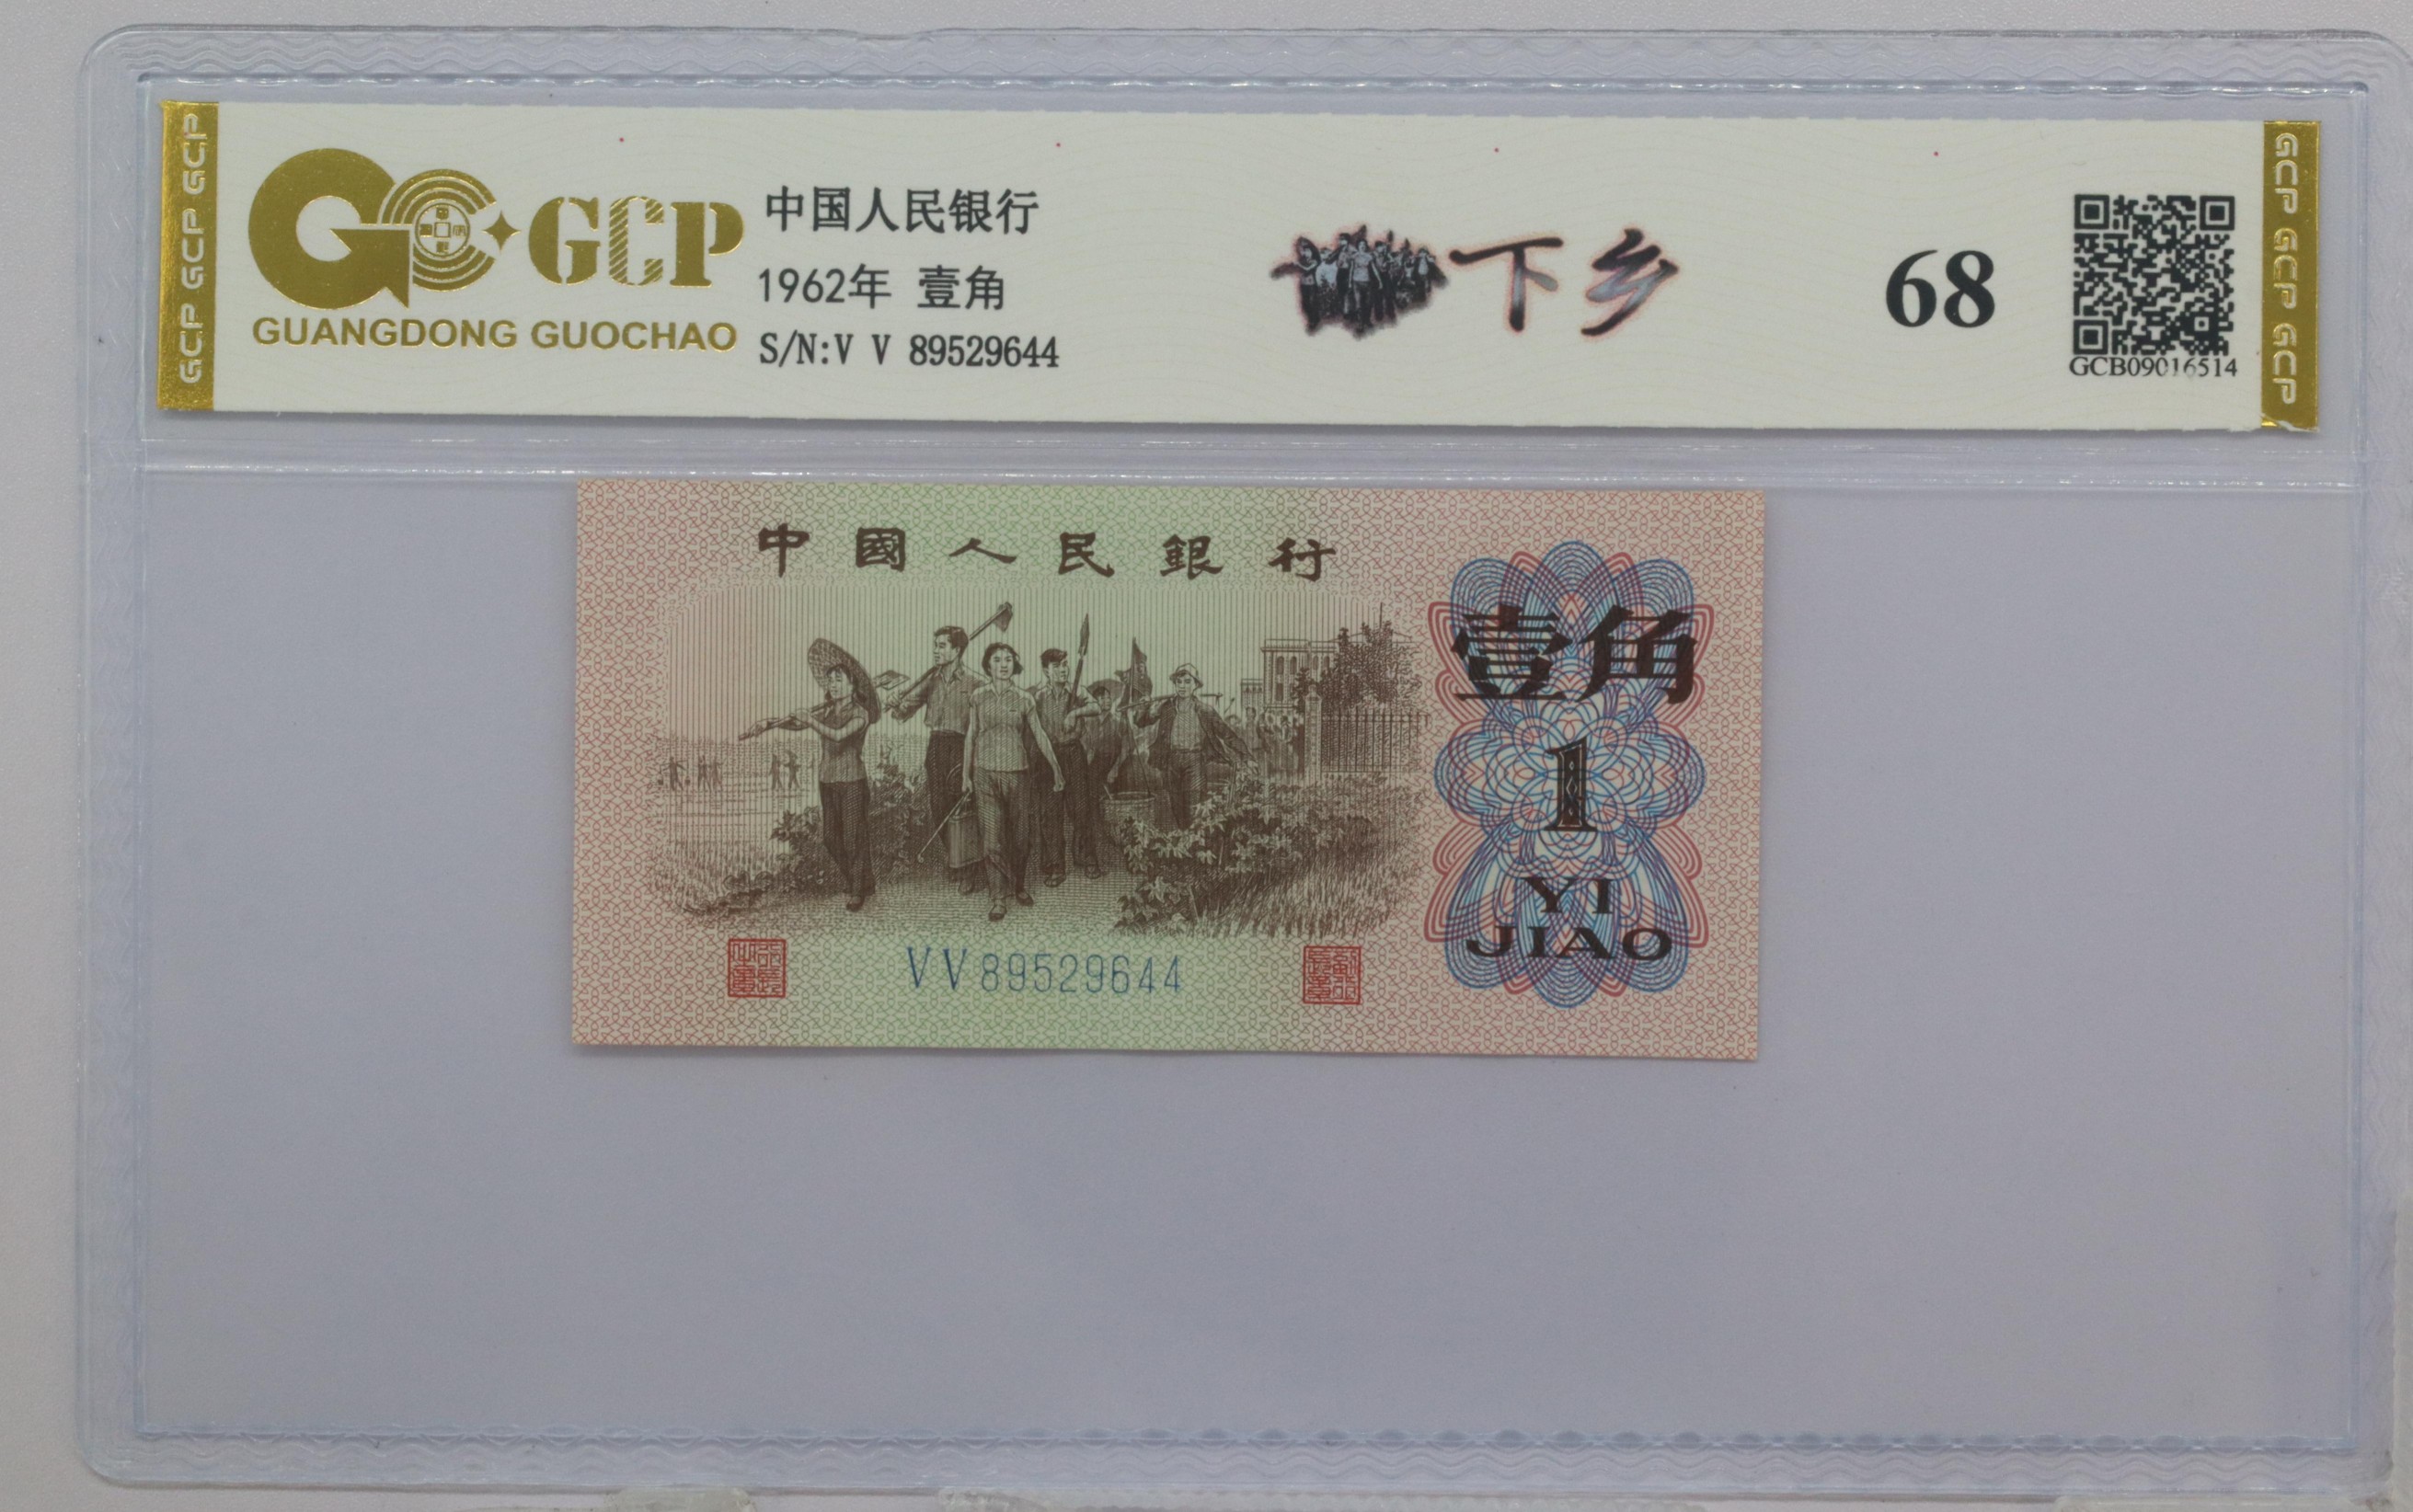 GCP GCP GCP
GCP
GUANGDONG GUOCHAO
中国人民银行
1962年 壹角
S/N:V V 89529644
下乡
68
GCB09016514
GCP GCP GCP
中國人民銀行
壹角
1
YI
JIAO
VV89529644